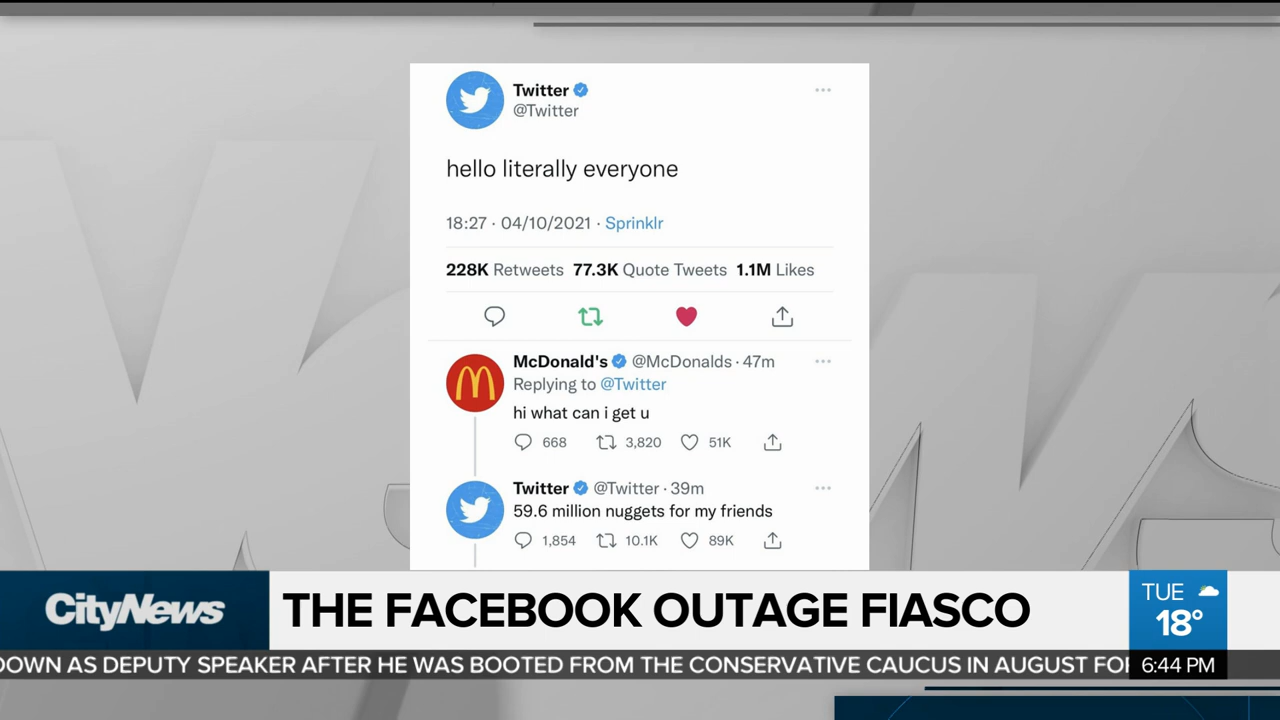 Twitter
@Twitter
hello literally everyone
18:27 · 04/10/2021 · Sprinklr
228K Retweets 77.3K Quote Tweets 1.1M Likes
McDonald's @McDonalds · 47m
Replying to @Twitter
hi what can i get u
668 3,820 51K
Twitter @Twitter · 39m
59.6 million nuggets for my friends
1,854 10.1K 89K
CityNews
THE FACEBOOK OUTAGE FIASCO
TUE
18°
DOWN AS DEPUTY SPEAKER AFTER HE WAS BOOTED FROM THE CONSERVATIVE CAUCUS IN AUGUST FO
6:44 PM